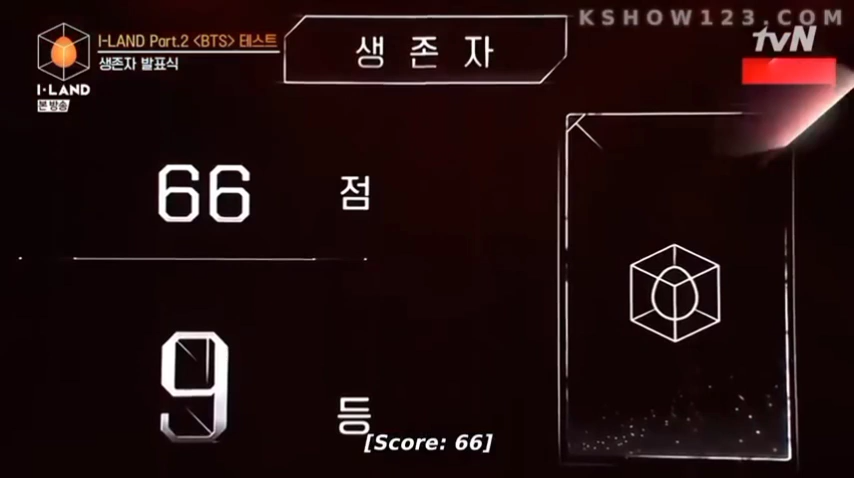 KSHOW123.COM
I-LAND Part.2 <BTS> 테스트
생존자 발표식
I·LAND
본방송
생존자
tvN
66 점
9 등
[Score: 66]